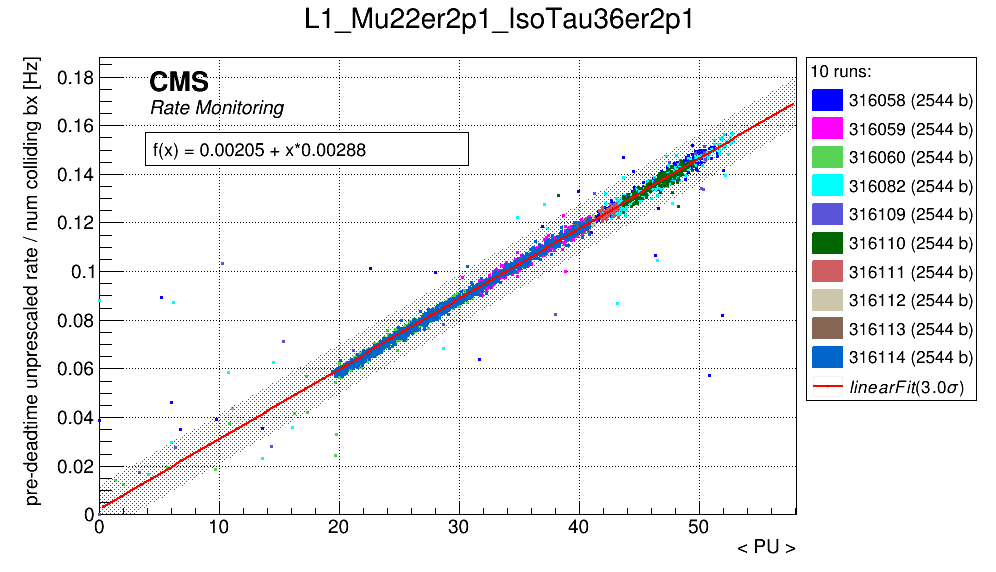 L1_Mu22er2p1_IsoTau36er2p1
pre-deadtime unprescaled rate / num colliding bx [Hz]
CMS
Rate Monitoring
f(x) = 0.00205 + x*0.00288
0.18
0.16
0.14
0.12
0.1
0.08
0.06
0.04
0.02
0
0 10 20 30 40 50
< PU >
10 runs:
316058 (2544 b)
316059 (2544 b)
316060 (2544 b)
316082 (2544 b)
316109 (2544 b)
316110 (2544 b)
316111 (2544 b)
316112 (2544 b)
316113 (2544 b)
316114 (2544 b)
linearFit(3.0σ)